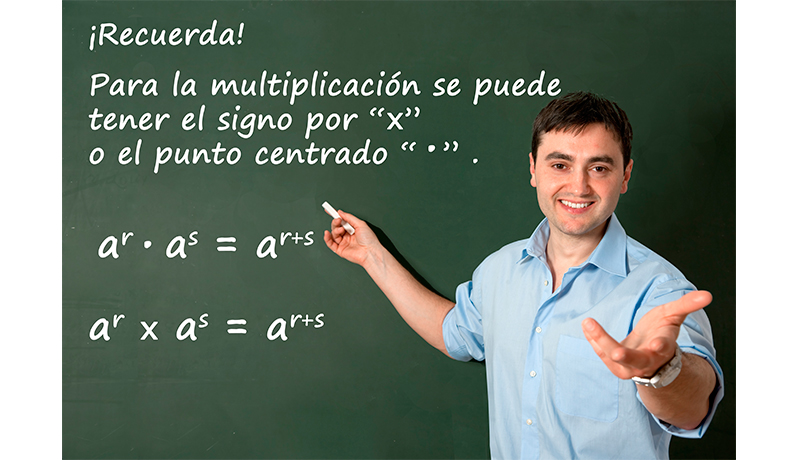 ¡Recuerda!
Para la multiplicación se puede
tener el signo por “x”
o el punto centrado “ • ” .
aʳ • aˢ = aʳ⁺ˢ
aʳ x aˢ = aʳ⁺ˢ